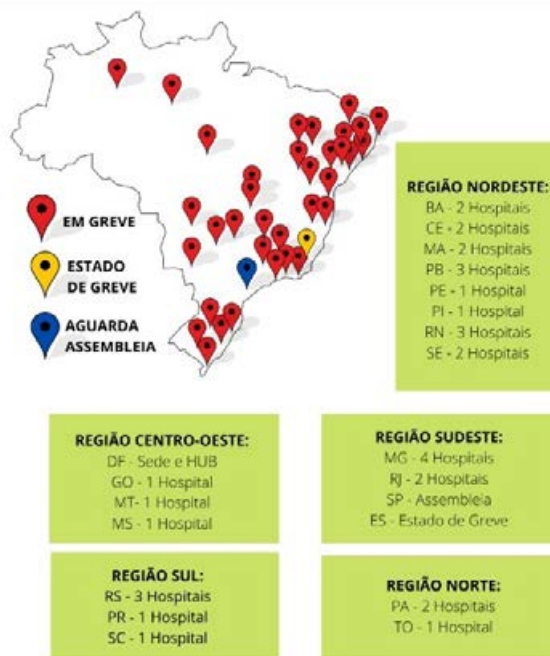 EM GREVE
ESTADO
DE GREVE
AGUARDA
ASSEMBLEIA
REGIÃO NORDESTE:
BA - 2 Hospitais
CE - 2 Hospitais
MA - 2 Hospitais
PB - 3 Hospitais
PE - 1 Hospital
PI - 1 Hospital
RN - 3 Hospitais
SE - 2 Hospitais
REGIÃO CENTRO-OESTE:
DF - Sede e HUB
GO - 1 Hospital
MT- 1 Hospital
MS - 1 Hospital
REGIÃO SUDESTE:
MG - 4 Hospitais
RJ - 2 Hospitais
SP - Assembleia
ES - Estado de Greve
REGIÃO SUL:
RS - 3 Hospitais
PR - 1 Hospital
SC - 1 Hospital
REGIÃO NORTE:
PA - 2 Hospitais
TO - 1 Hospital